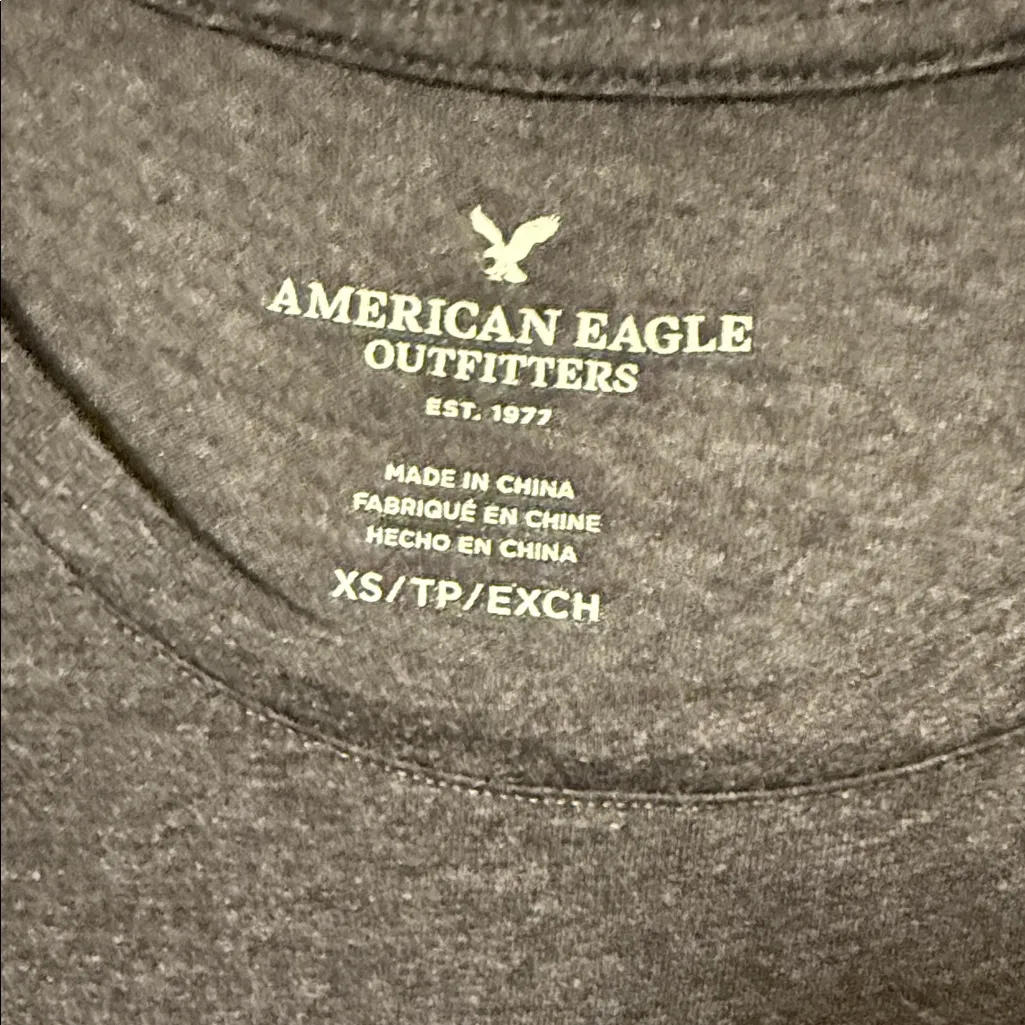 AMERICAN EAGLE
OUTFITTERS
EST. 1977
MADE IN CHINA
FABRIQUÉ EN CHINE
HECHO EN CHINA
XS/TP/EXCH